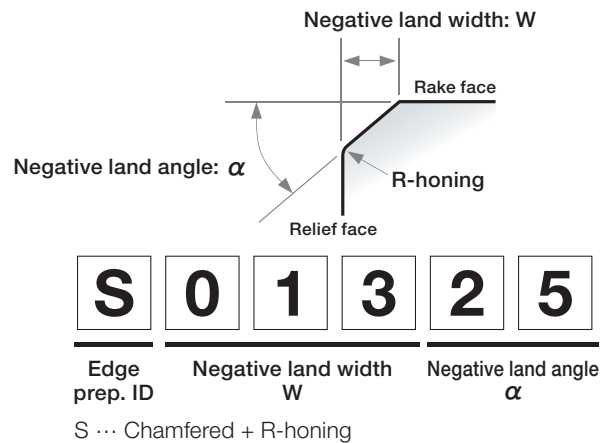 Negative land width: W
Rake face
Negative land angle: α
R-honing
Relief face
S 0 1 3 2 5
Edge prep. ID
Negative land width W
Negative land angle α
S ··· Chamfered + R-honing